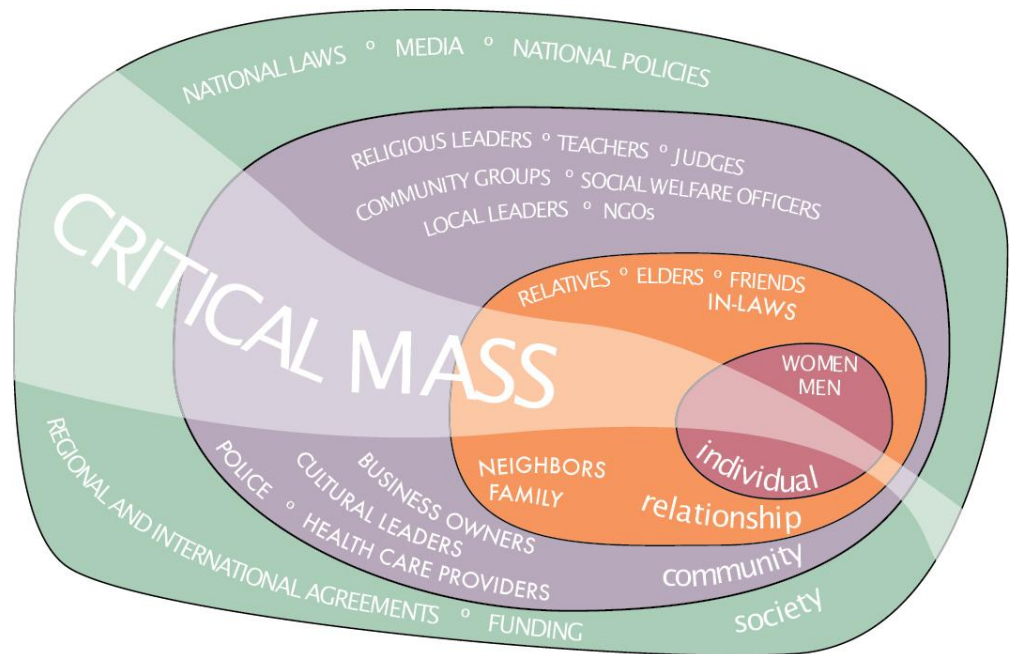 NATIONAL LAWS º MEDIA º NATIONAL POLICIES
RELIGIOUS LEADERS º TEACHERS º JUDGES
COMMUNITY GROUPS º SOCIAL WELFARE OFFICERS
LOCAL LEADERS º NGOs
CRITICAL MASS
RELATIVES º ELDERS º FRIENDS
IN-LAWS
WOMEN
MEN
individual
NEIGHBORS
FAMILY
relationship
BUSINESS OWNERS
CULTURAL LEADERS
POLICE º HEALTH CARE PROVIDERS
community
REGIONAL AND INTERNATIONAL AGREEMENTS º FUNDING
society